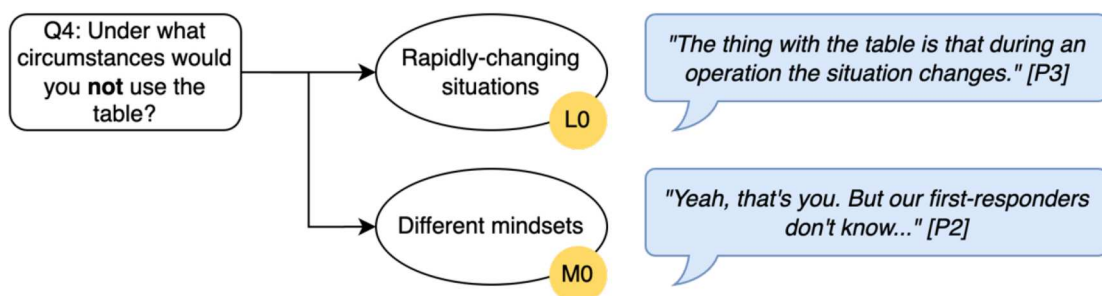 Q4: Under what
circumstances would
you not use the
table?
Rapidly-changing
situations
L0
"The thing with the table is that during an
operation the situation changes." [P3]
Different mindsets
M0
"Yeah, that's you. But our first-responders
don't know..." [P2]